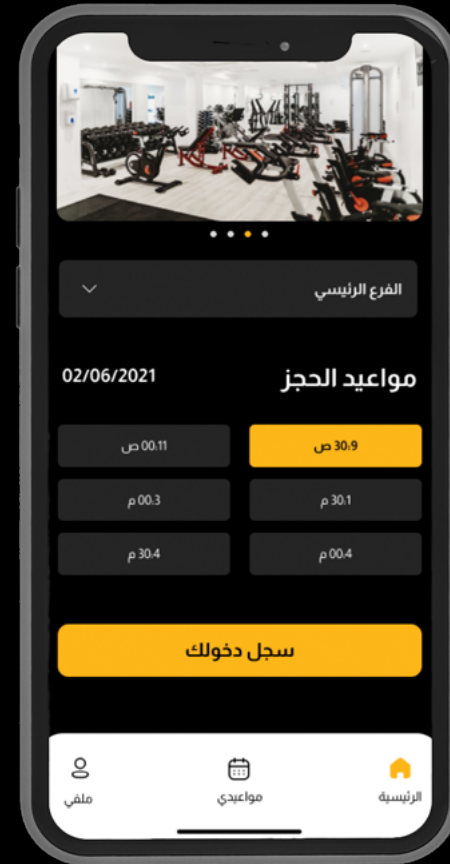 الفرع الرئيسي
مواعيد الحجز 02/06/2021
30:9 ص 00:11 ص
30:1 م 00:3 م
00:4 م 30:4 م
سجل دخولك
الرئيسية مواعيدي ملفي